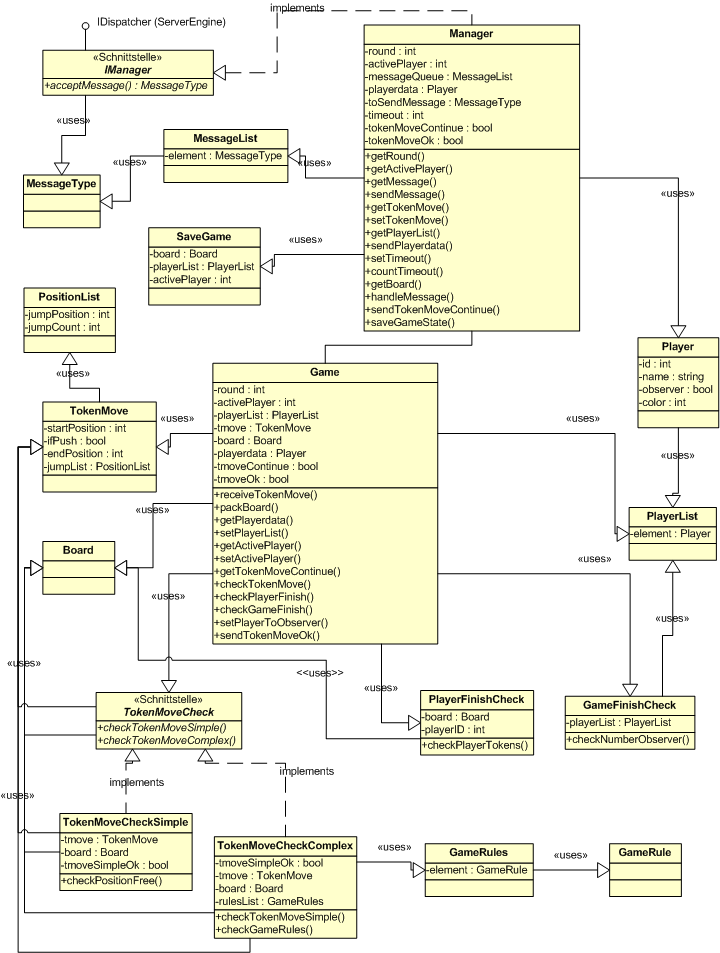 implements
IDispatcher (ServerEngine)
«Schnittstelle»
IManager
+acceptMessage() : MessageType
Manager
-round : int
-activePlayer : int
-messageQueue : MessageList
-playerdata : Player
-toSendMessage : MessageType
-timeout : int
-tokenMoveContinue : bool
-tokenMoveOk : bool
+getRound()
+getActivePlayer()
+getMessage()
+sendMessage()
+getTokenMove()
+setTokenMove()
+getPlayerList()
+sendPlayerdata()
+setTimeout()
+countTimeout()
+getBoard()
+handleMessage()
+sendTokenMoveContinue()
+saveGameState()
«uses»
MessageList
-element : MessageType
«uses»
«uses»
MessageType
«uses»
SaveGame
-board : Board
-playerList : PlayerList
-activePlayer : int
«uses»
PositionList
-jumpPosition : int
-jumpCount : int
«uses»
Player
-id : int
-name : string
-observer : bool
-color : int
«uses»
Game
-round : int
-activePlayer : int
-playerList : PlayerList
-tmove : TokenMove
-board : Board
-playerdata : Player
-tmoveContinue : bool
-tmoveOk : bool
+receiveTokenMove()
+packBoard()
+getPlayerdata()
+setPlayerList()
+getActivePlayer()
+setActivePlayer()
+getTokenMoveContinue()
+checkTokenMove()
+checkPlayerFinish()
+checkGameFinish()
+setPlayerToObserver()
+sendTokenMoveOk()
TokenMove
-startPosition : int
-ifPush : bool
-endPosition : int
-jumpList : PositionList
«uses»
«uses»
PlayerList
-element : Player
«uses»
Board
«uses»
«uses»
«uses»
«uses»
<<uses>>
«uses»
«uses»
«Schnittstelle»
TokenMoveCheck
+checkTokenMoveSimple()
+checkTokenMoveComplex()
PlayerFinishCheck
-board : Board
-playerID : int
+checkPlayerTokens()
GameFinishCheck
-playerList : PlayerList
+checkNumberObserver()
implements
implements
«uses»
TokenMoveCheckSimple
-tmove : TokenMove
-board : Board
-tmoveSimpleOk : bool
+checkPositionFree()
TokenMoveCheckComplex
-tmoveSimpleOk : bool
-tmove : TokenMove
-board : Board
-rulesList : GameRules
+checkTokenMoveSimple()
+checkGameRules()
«uses»
GameRules
-element : GameRule
«uses»
GameRule